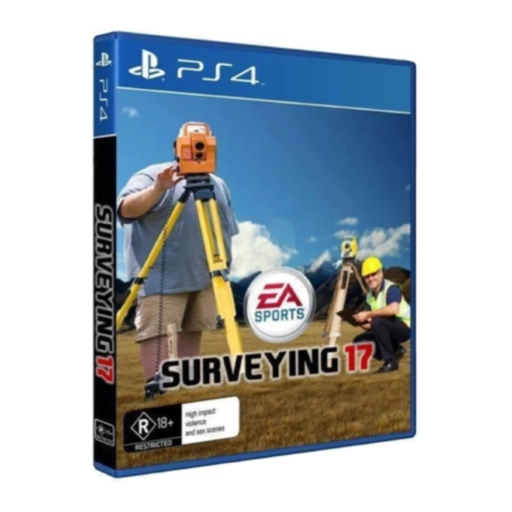 PS4
PS4
SURVEYING 17
EA
SPORTS
SURVEYING 17
R 18+
RESTRICTED
High impact
violence
and sex scenes